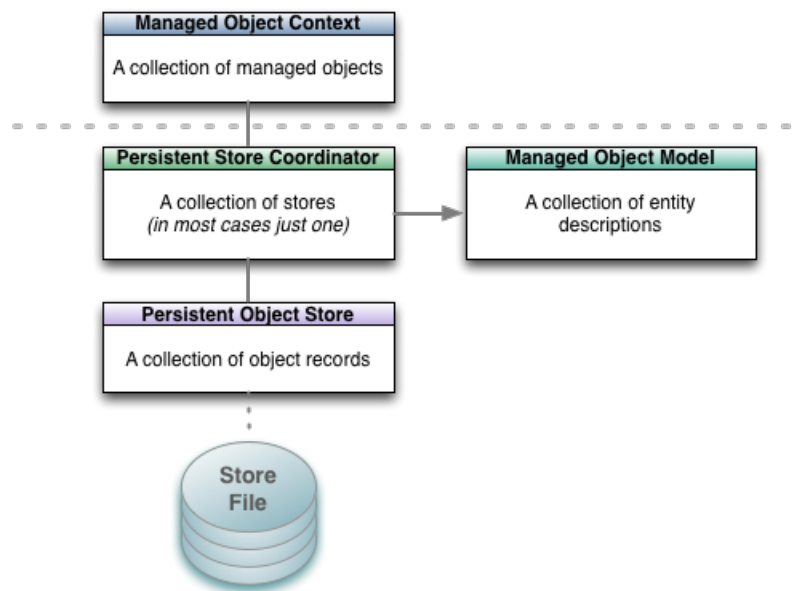 Managed Object Context
A collection of managed objects
Persistent Store Coordinator
A collection of stores
(in most cases just one)
Managed Object Model
A collection of entity
descriptions
Persistent Object Store
A collection of object records
Store
File